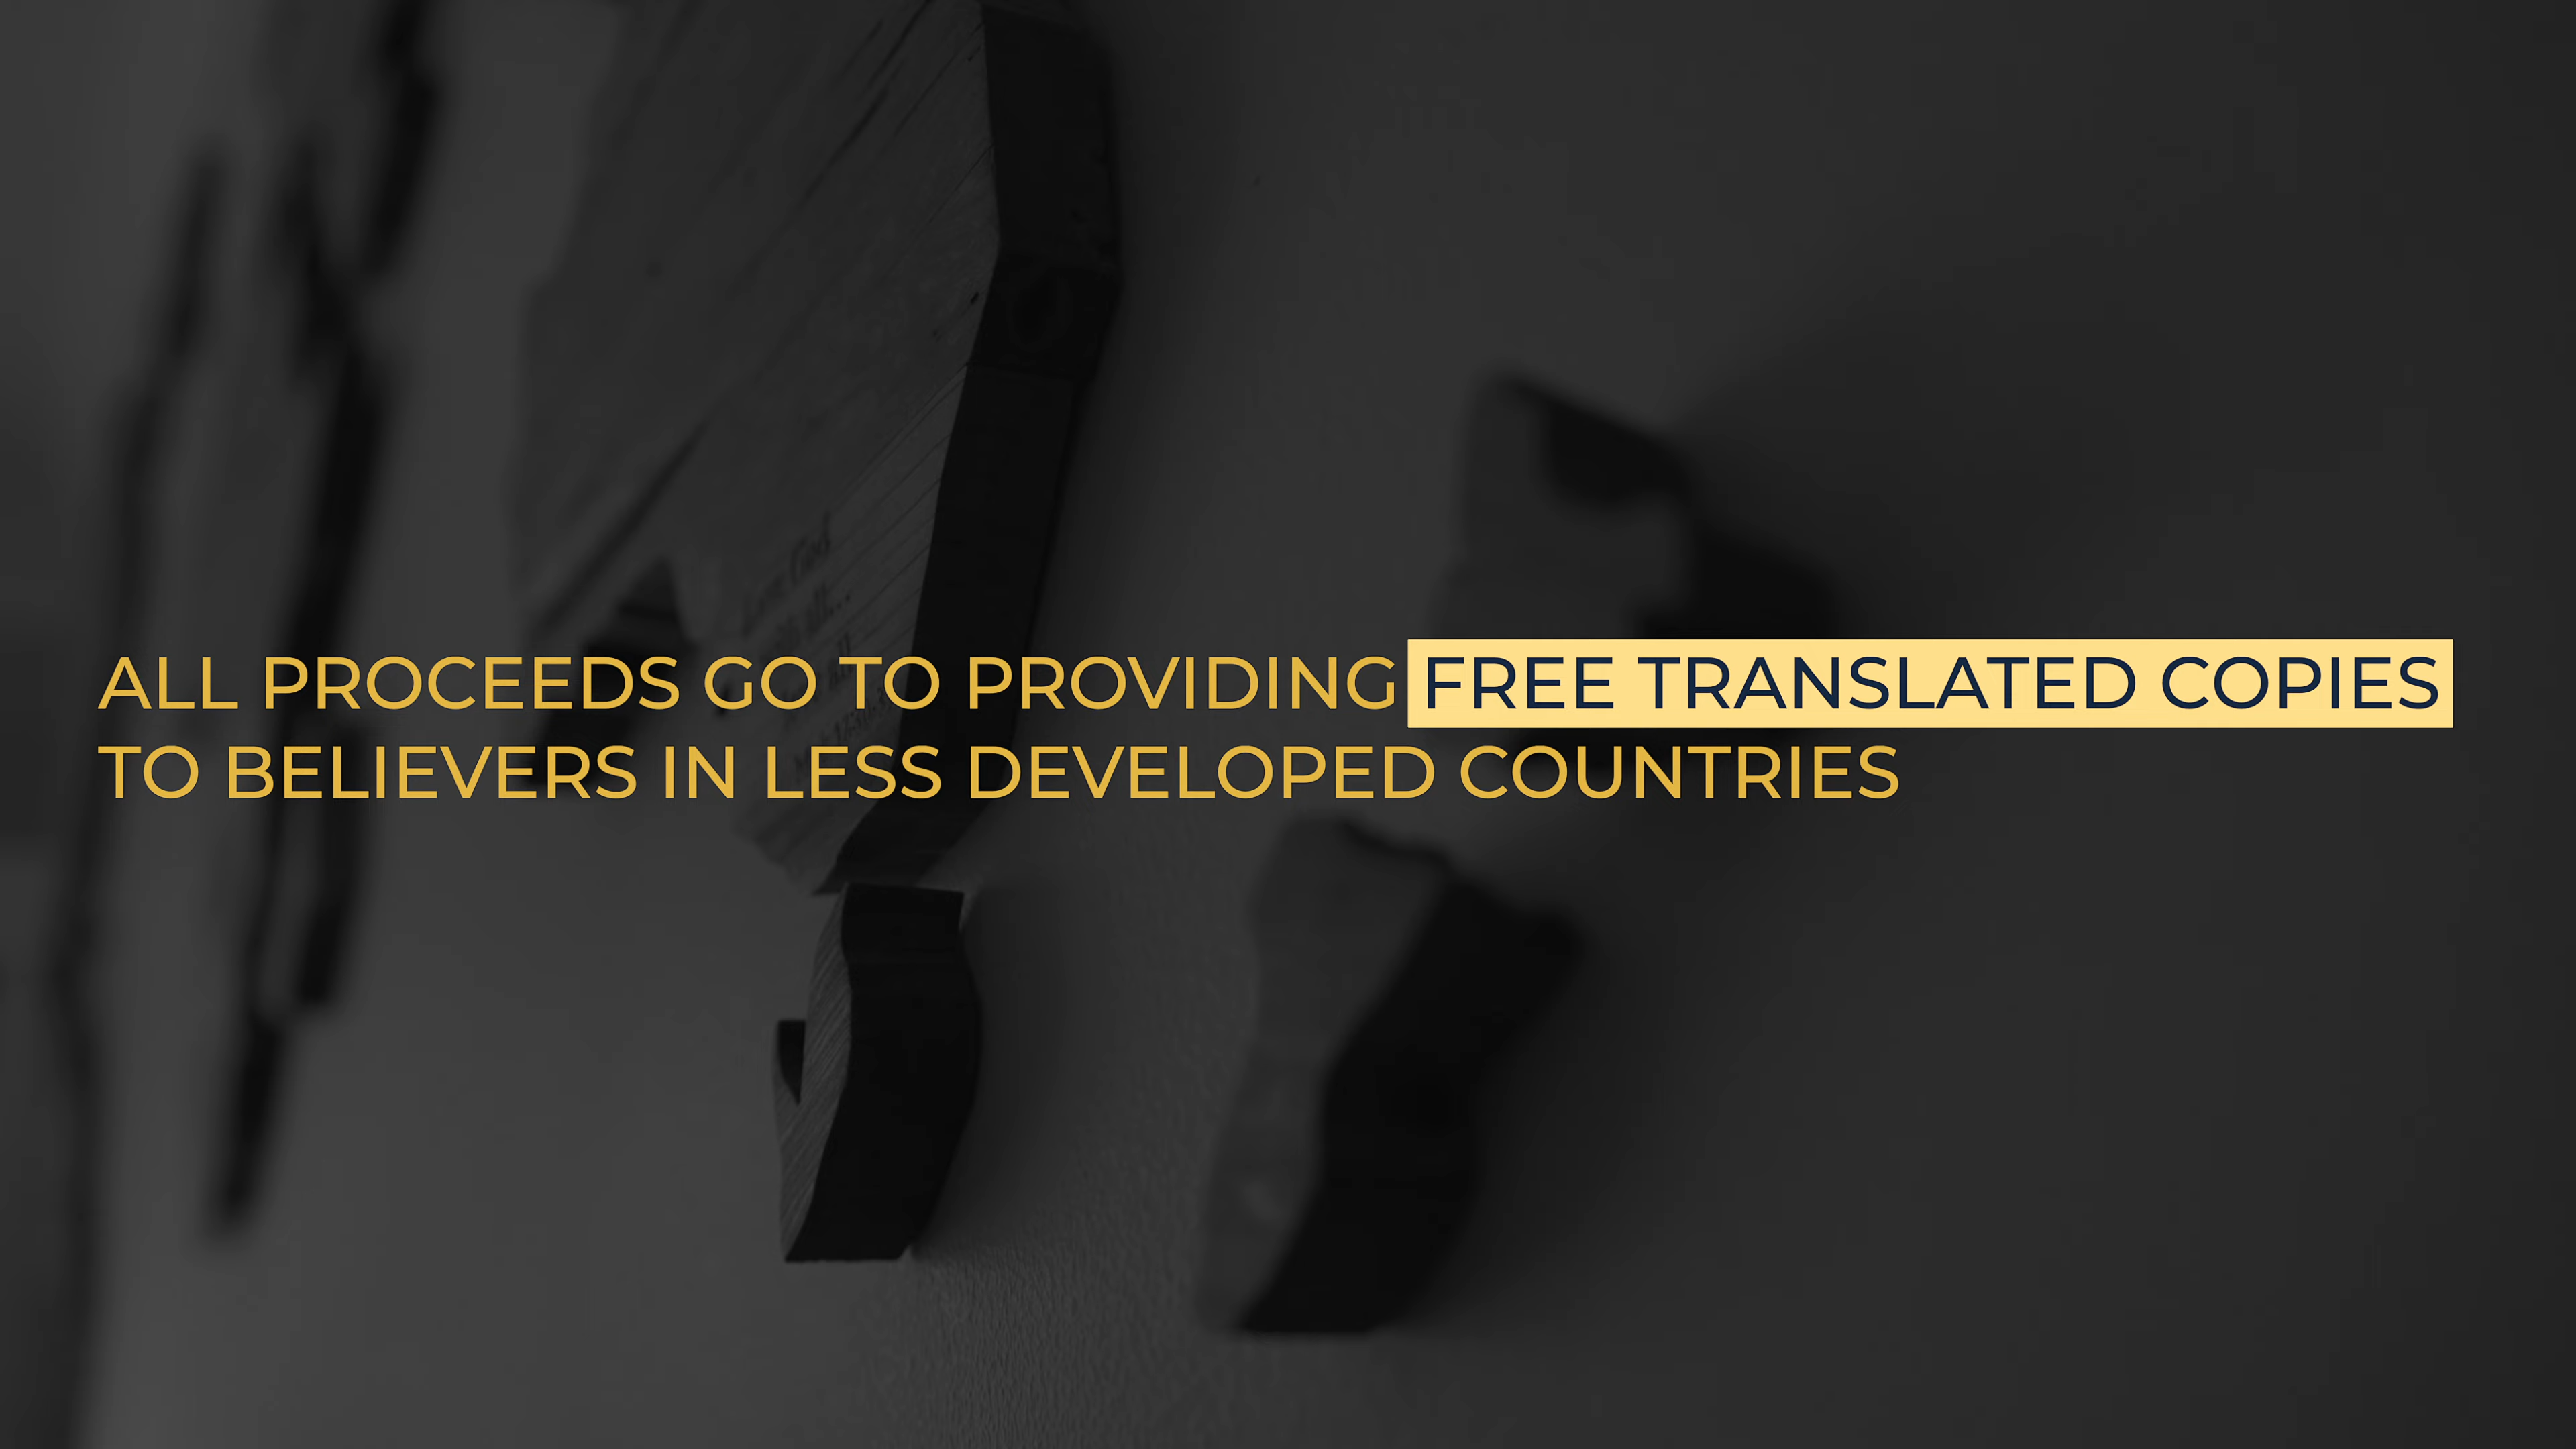 ALL PROCEEDS GO TO PROVIDING FREE TRANSLATED COPIES
TO BELIEVERS IN LESS DEVELOPED COUNTRIES